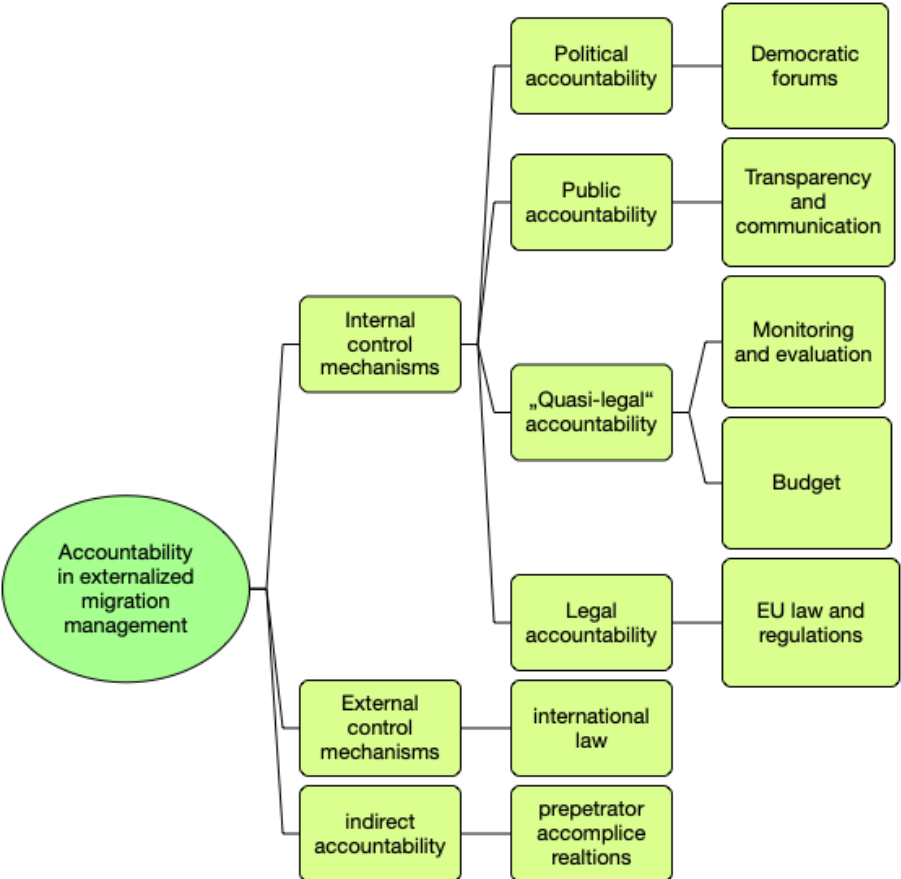 Political
accountability
Democratic
forums
Public
accountability
Transparency
and
communication
Internal
control
mechanisms
„Quasi-legal“
accountability
Monitoring
and evaluation
Budget
Accountability
in externalized
migration
management
Legal
accountability
EU law and
regulations
External
control
mechanisms
international
law
indirect
accountability
prepetrator
accomplice
realtions